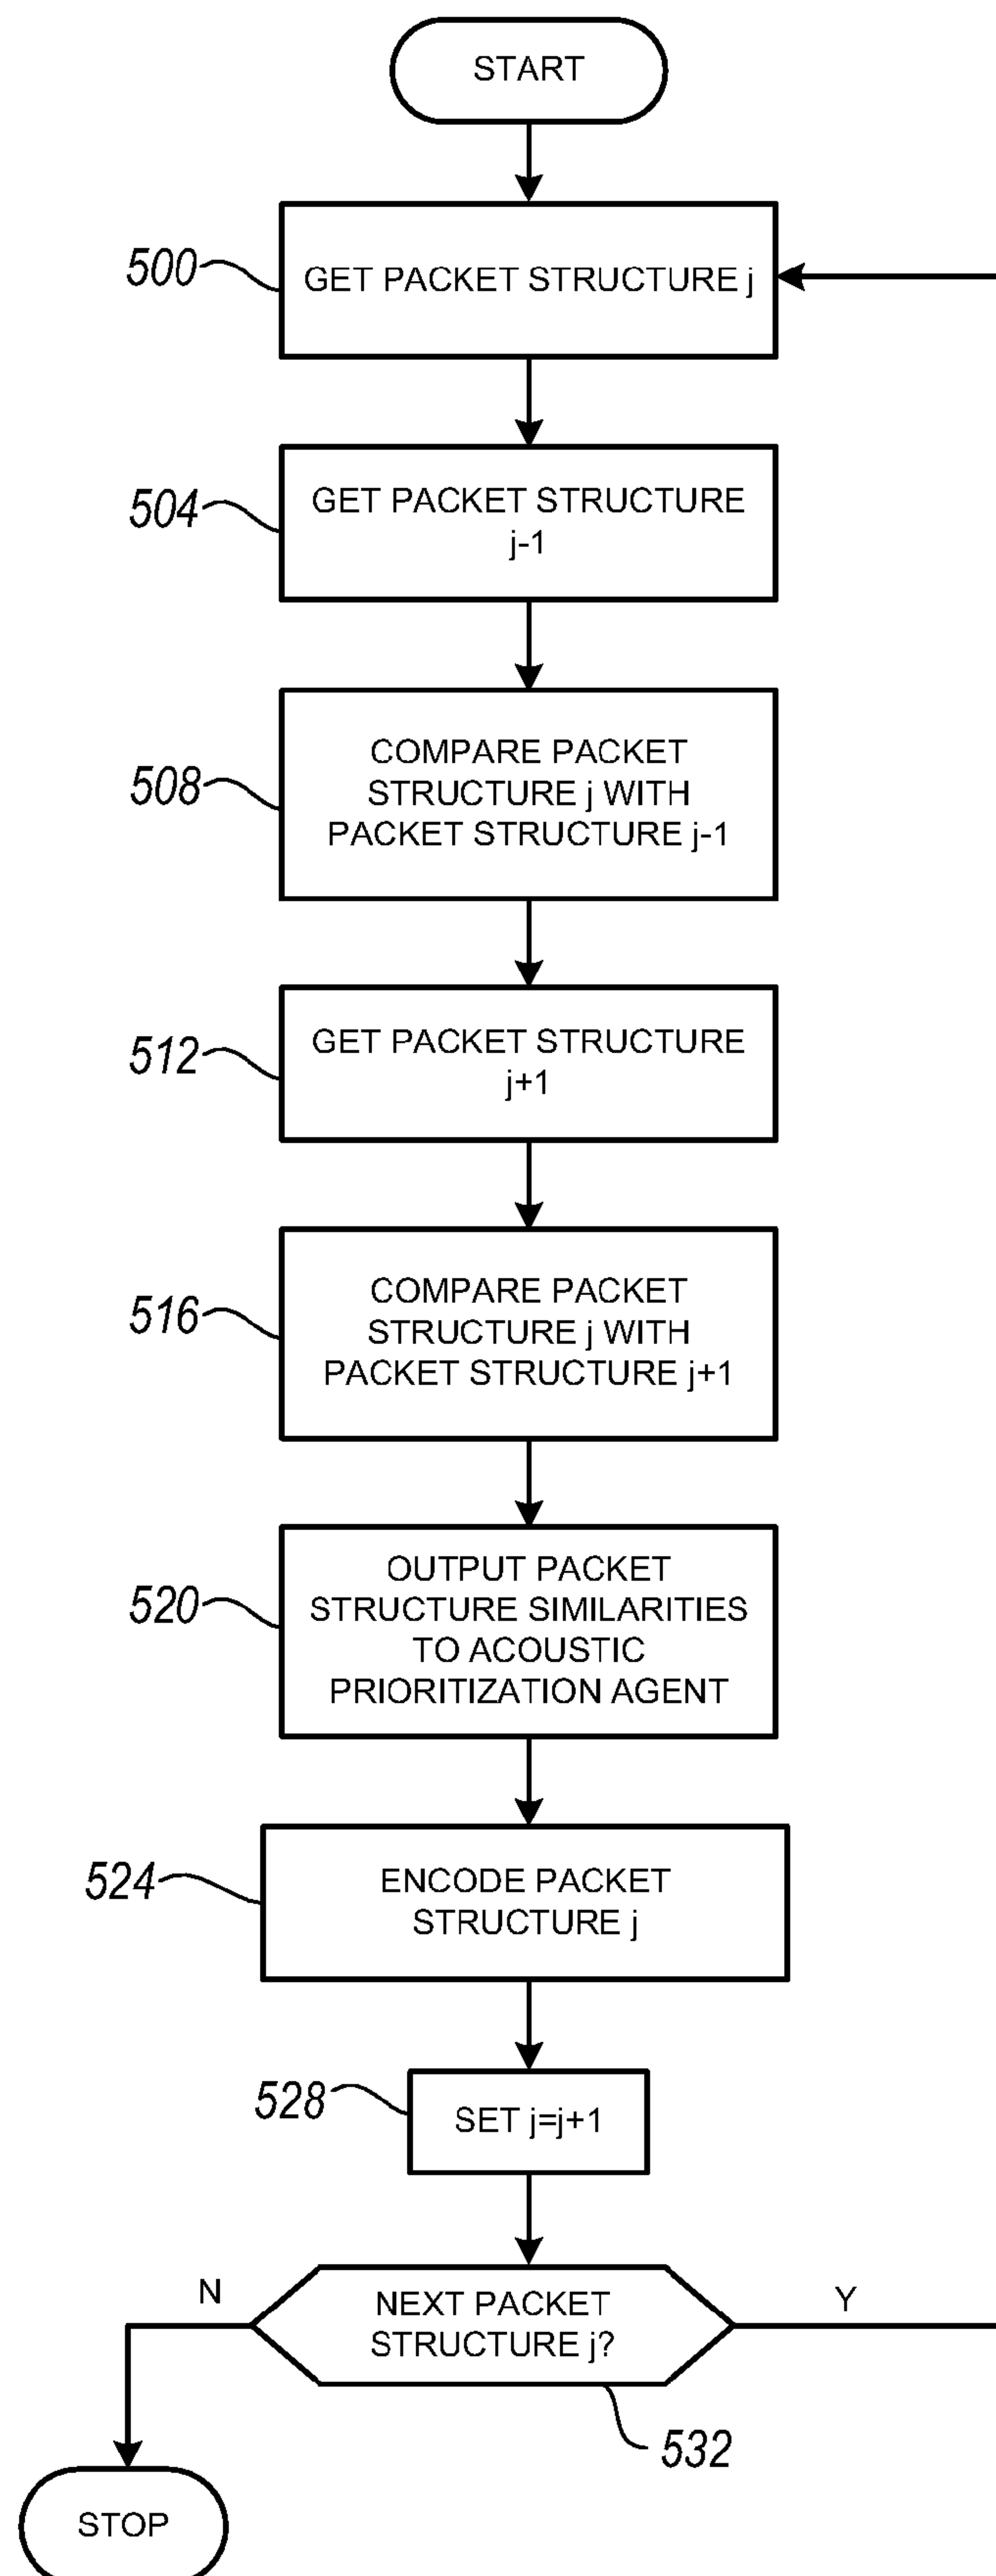 START
500
GET PACKET STRUCTURE j
504
GET PACKET STRUCTURE
j-1
508
COMPARE PACKET
STRUCTURE j WITH
PACKET STRUCTURE j-1
512
GET PACKET STRUCTURE
j+1
516
COMPARE PACKET
STRUCTURE j WITH
PACKET STRUCTURE j+1
520
OUTPUT PACKET
STRUCTURE SIMILARITIES
TO ACOUSTIC
PRIORITIZATION AGENT
524
ENCODE PACKET
STRUCTURE j
528
SET j=j+1
N
NEXT PACKET
STRUCTURE j?
Y
532
STOP